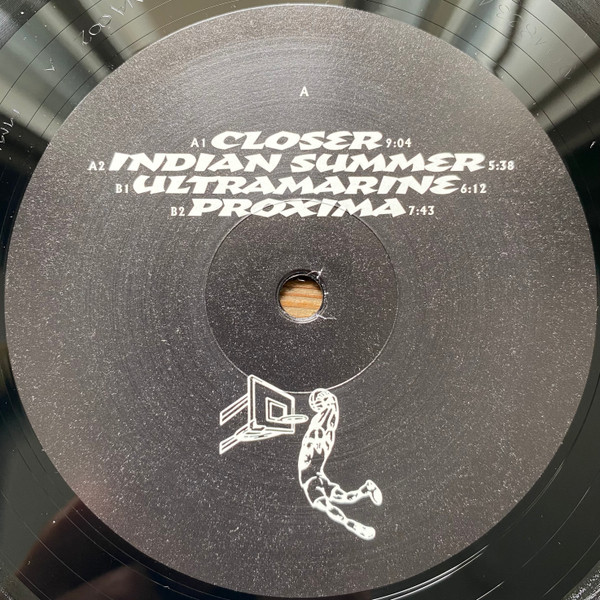 A
A1 CLOSER 9:04
A2 INDIAN SUMMER 5:38
B1 ULTRAMARINE 6:12
B2 PROXIMA 7:43